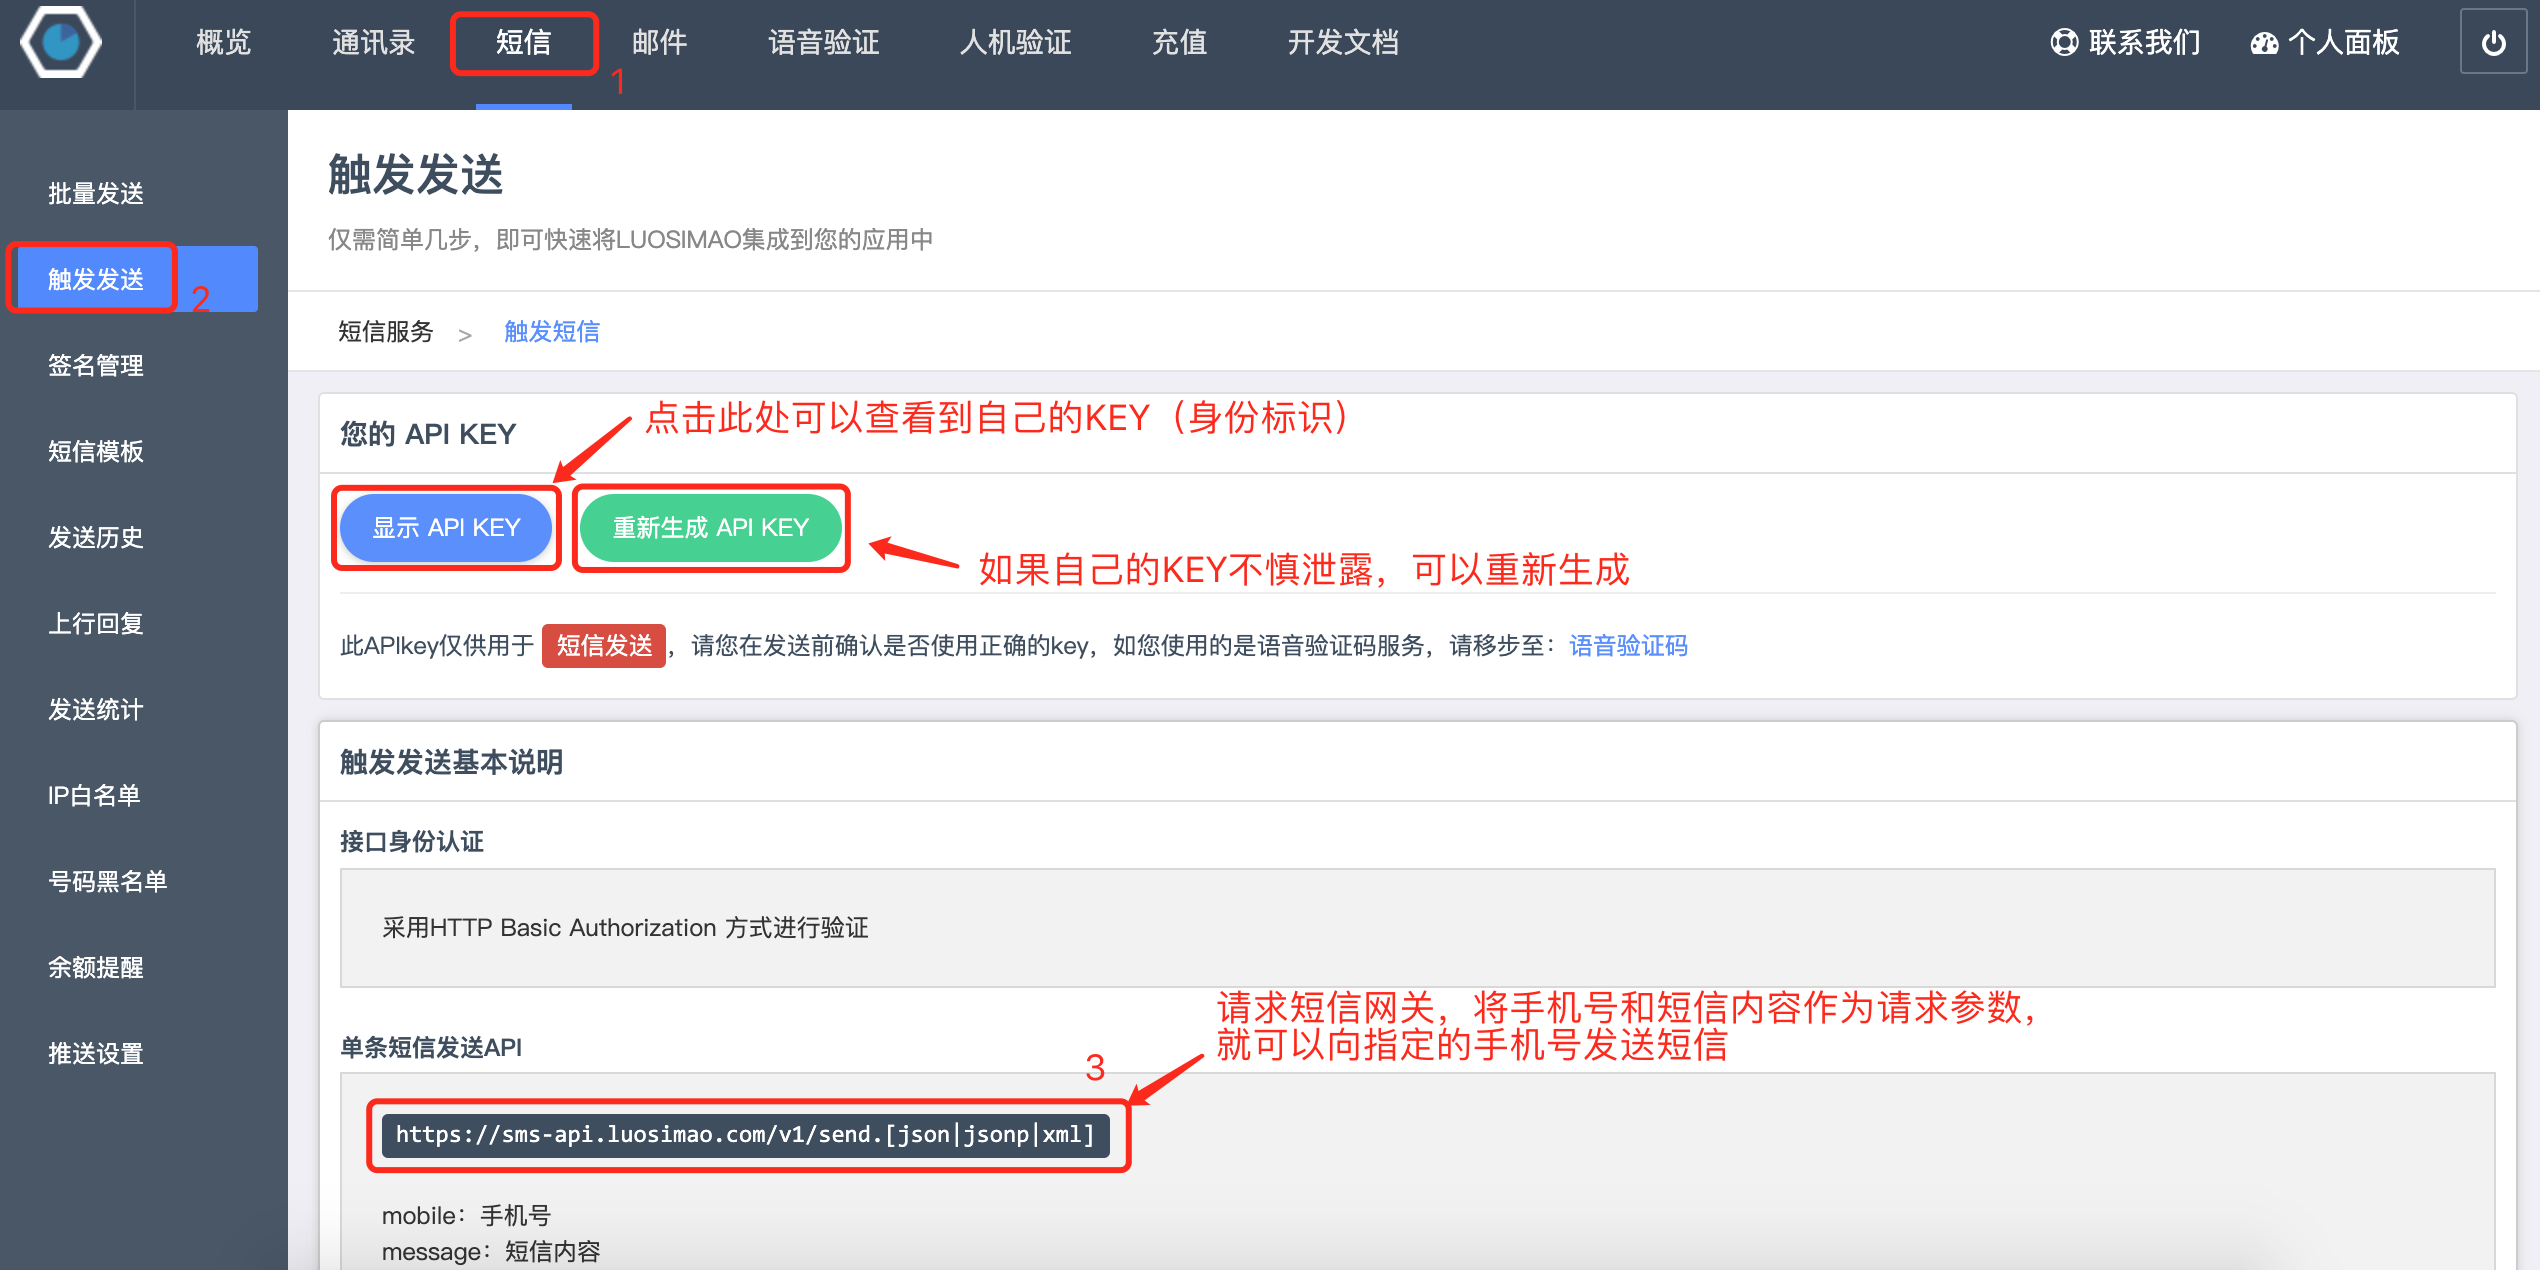 概览
通讯录
短信
1
邮件
语音验证
人机验证
充值
开发文档
联系我们
个人面板
批量发送
触发发送
2
签名管理
短信模板
发送历史
上行回复
发送统计
IP白名单
号码黑名单
余额提醒
推送设置
触发发送
仅需简单几步，即可快速将LUOSIMAO集成到您的应用中
短信服务 > 触发短信
您的 API KEY
点击此处可以查看到自己的KEY（身份标识）
显示 API KEY
重新生成 API KEY
如果自己的KEY不慎泄露，可以重新生成
此APIkey仅供用于 短信发送 ，请您在发送前确认是否使用正确的key，如您使用的是语音验证码服务，请移步至：语音验证码
触发发送基本说明
接口身份认证
采用HTTP Basic Authorization 方式进行验证
请求短信网关，将手机号和短信内容作为请求参数，
就可以向指定的手机号发送短信
单条短信发送API
3
https://sms-api.luosimao.com/v1/send.[json|jsonp|xml]
mobile：手机号
message：短信内容